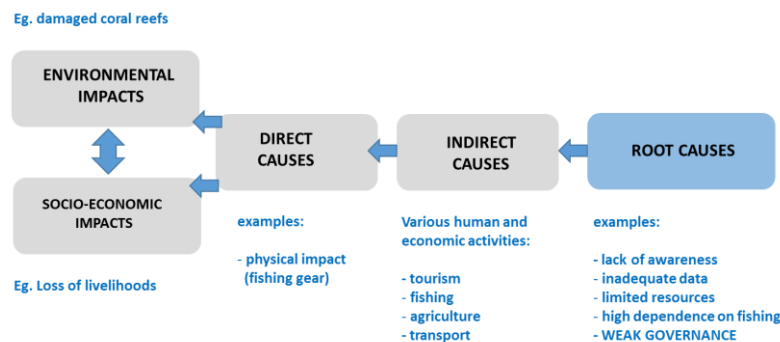 Eg. damaged coral reefs
ENVIRONMENTAL
IMPACTS
SOCIO-ECONOMIC
IMPACTS
Eg. Loss of livelihoods
DIRECT
CAUSES
examples:
- physical impact
(fishing gear)
INDIRECT
CAUSES
Various human and
economic activities:
- tourism
- fishing
- agriculture
- transport
ROOT CAUSES
examples:
- lack of awareness
- inadequate data
- limited resources
- high dependence on fishing
- WEAK GOVERNANCE